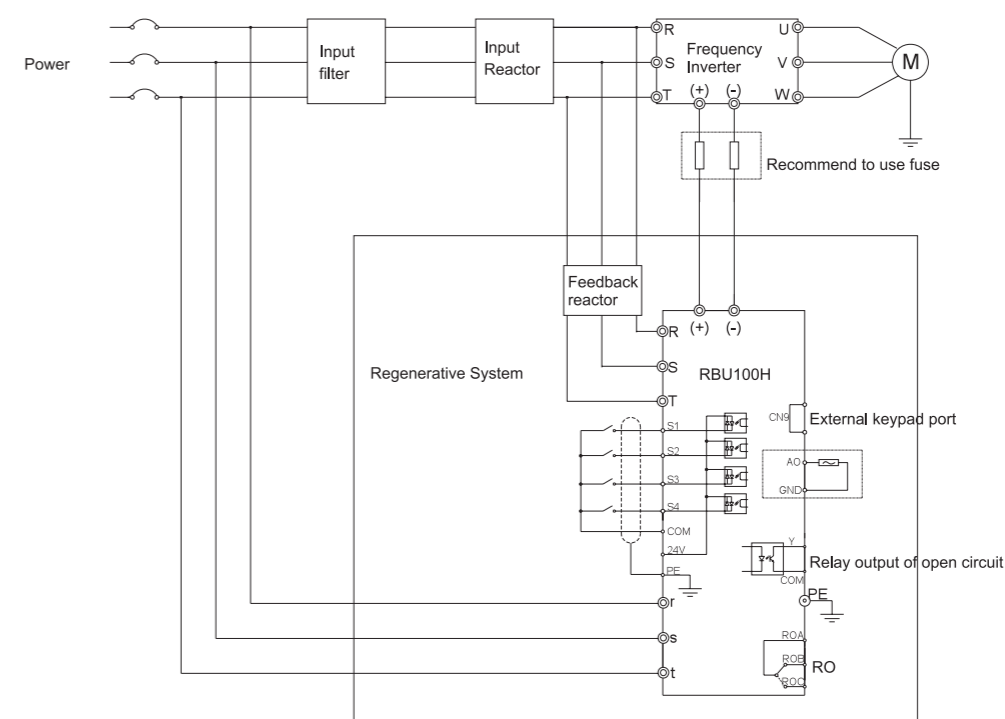 Power
Input
filter
Input
Reactor
R
S
T
Frequency
Inverter
(+) (-)
U
V
W
M
Recommend to use fuse
Feedback
reactor
Regenerative System
(+) (-)
R
S
T
RBU100H
S1
S2
S3
S4
COM
24V
PE
r
s
t
CN9
External keypad port
AO
GND
Y
COM
Relay output of open circuit
PE
ROA
ROB
ROC
RO